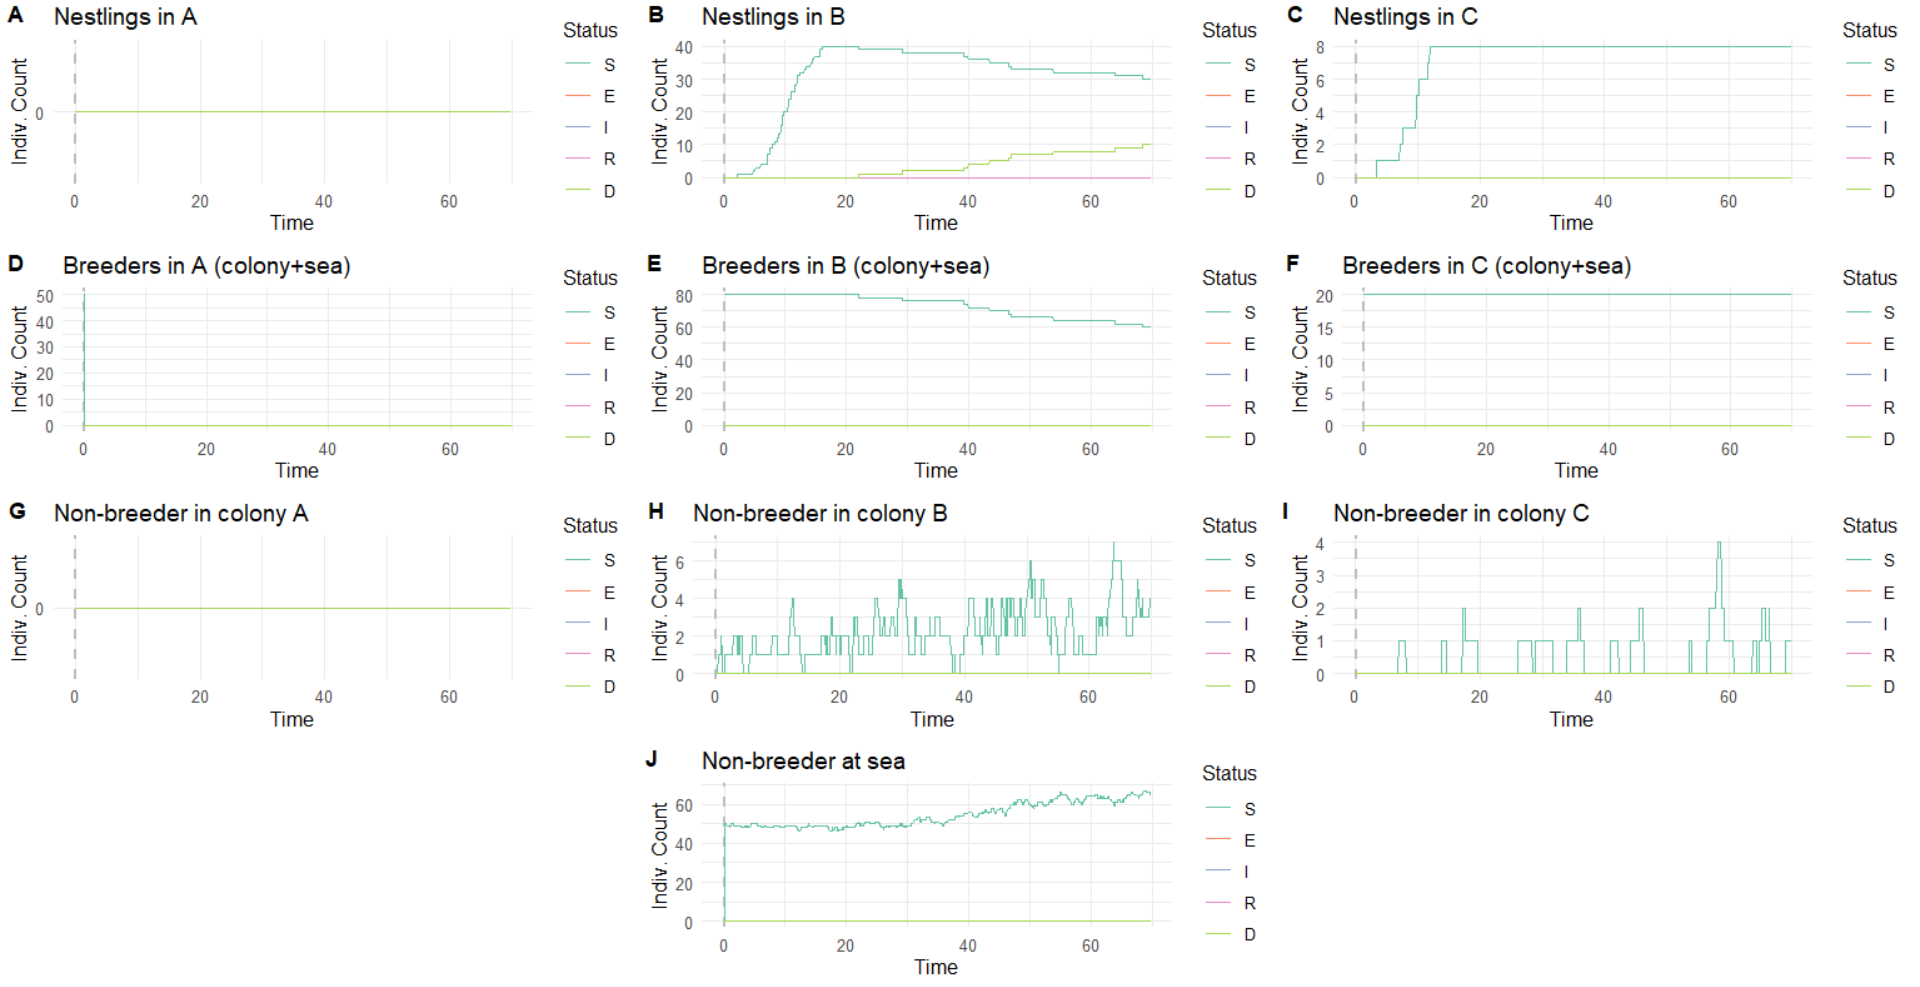 A Nestlings in A
Indiv. Count
0
0 20 40 60
Time
Status
S
E
I
R
D
B Nestlings in B
Indiv. Count
40
30
20
10
0
0 20 40 60
Time
Status
S
E
I
R
D
C Nestlings in C
Indiv. Count
8
6
4
2
0
0 20 40 60
Time
Status
S
E
I
R
D
D Breeders in A (colony+sea)
Indiv. Count
50
40
30
20
10
0
0 20 40 60
Time
Status
S
E
I
R
D
E Breeders in B (colony+sea)
Indiv. Count
80
60
40
20
0
0 20 40 60
Time
Status
S
E
I
R
D
F Breeders in C (colony+sea)
Indiv. Count
20
15
10
5
0
0 20 40 60
Time
Status
S
E
I
R
D
G Non-breeder in colony A
Indiv. Count
0
0 20 40 60
Time
Status
S
E
I
R
D
H Non-breeder in colony B
Indiv. Count
6
4
2
0
0 20 40 60
Time
Status
S
E
I
R
D
I Non-breeder in colony C
Indiv. Count
4
3
2
1
0
0 20 40 60
Time
Status
S
E
I
R
D
J Non-breeder at sea
Indiv. Count
60
40
20
0
0 20 40 60
Time
Status
S
E
I
R
D